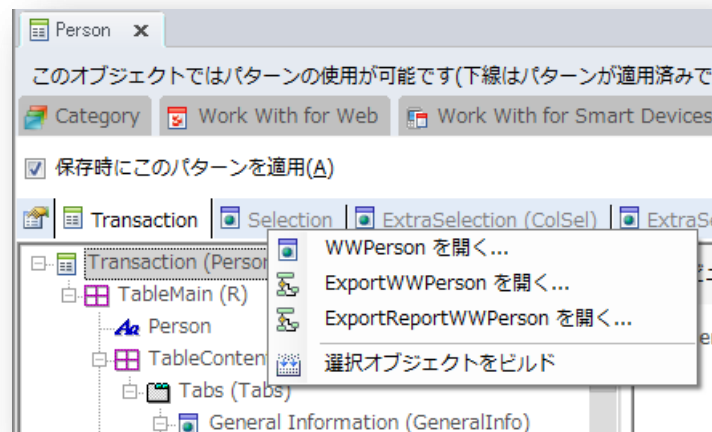 Person x
このオブジェクトではパターンの使用が可能です(下線はパターンが適用済みで
Category Work With for Web Work With for Smart Devices
保存時にこのパターンを適用(A)
Transaction Selection ExtraSelection (ColSel) ExtraSe
Transaction (Person
WWPerson を開く...
TableMain (R)
ExportWWPerson を開く...
Person
ExportReportWWPerson を開く...
TableConten
選択オブジェクトをビルド
Tabs (Tabs)
General Information (GeneralInfo)